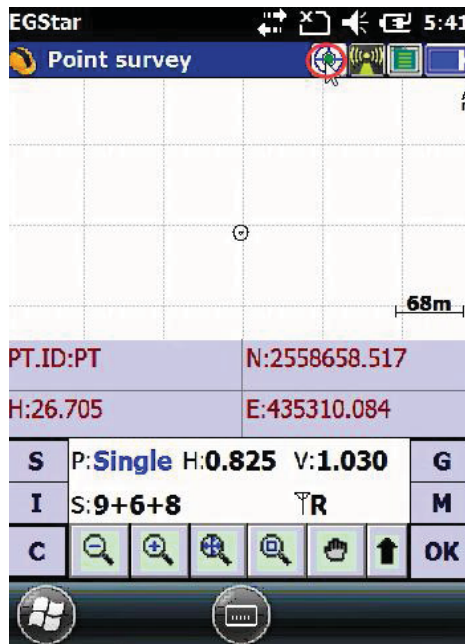 EGStar 5:41
Point survey
68m
PT.ID:PT N:2558658.517
H:26.705 E:435310.084
S P:Single H:0.825 V:1.030 G
I S:9+6+8 R M
C OK